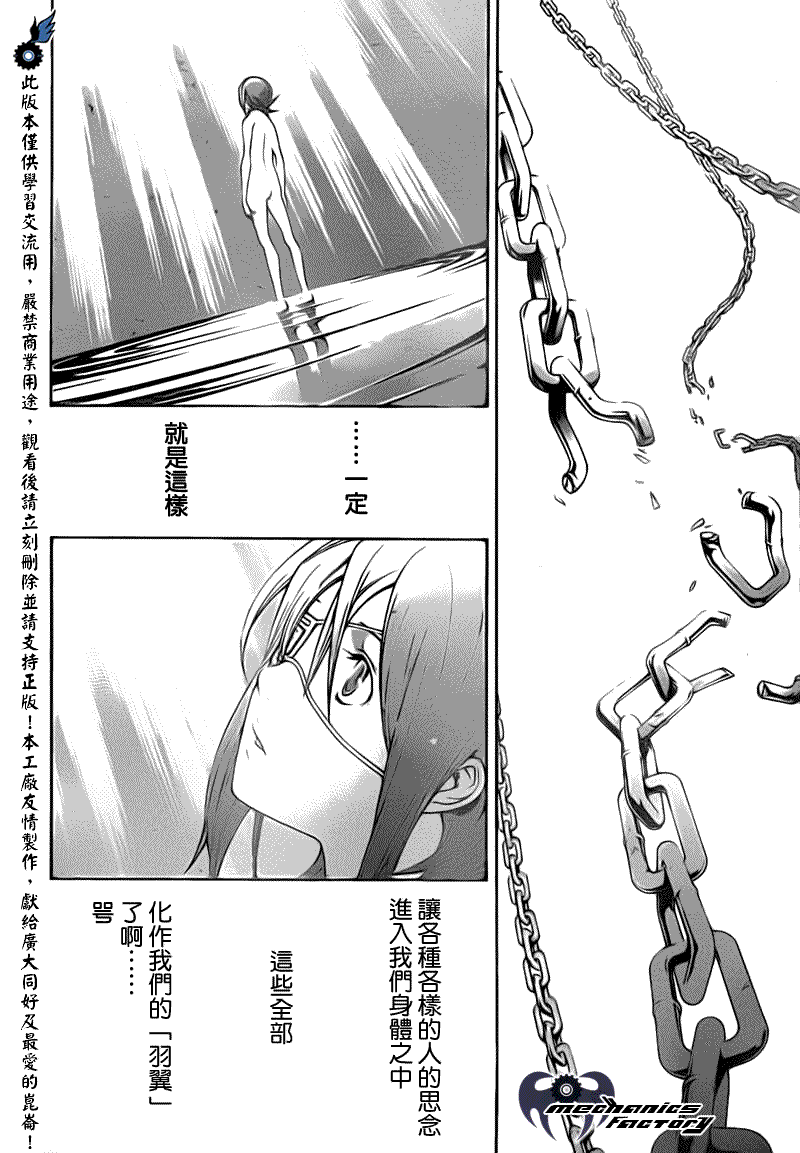 ……一定
就是這樣
讓各種各樣的人的思念
進入我們身體之中
這些全部
化作我們的「羽翼」
了啊……
咢
此版本僅供學習交流用，嚴禁商業用途，觀看後請立刻刪除並請支持正版！本工廠友情製作，獻給廣大同好及最愛的崑崙！
mechanics
Factory